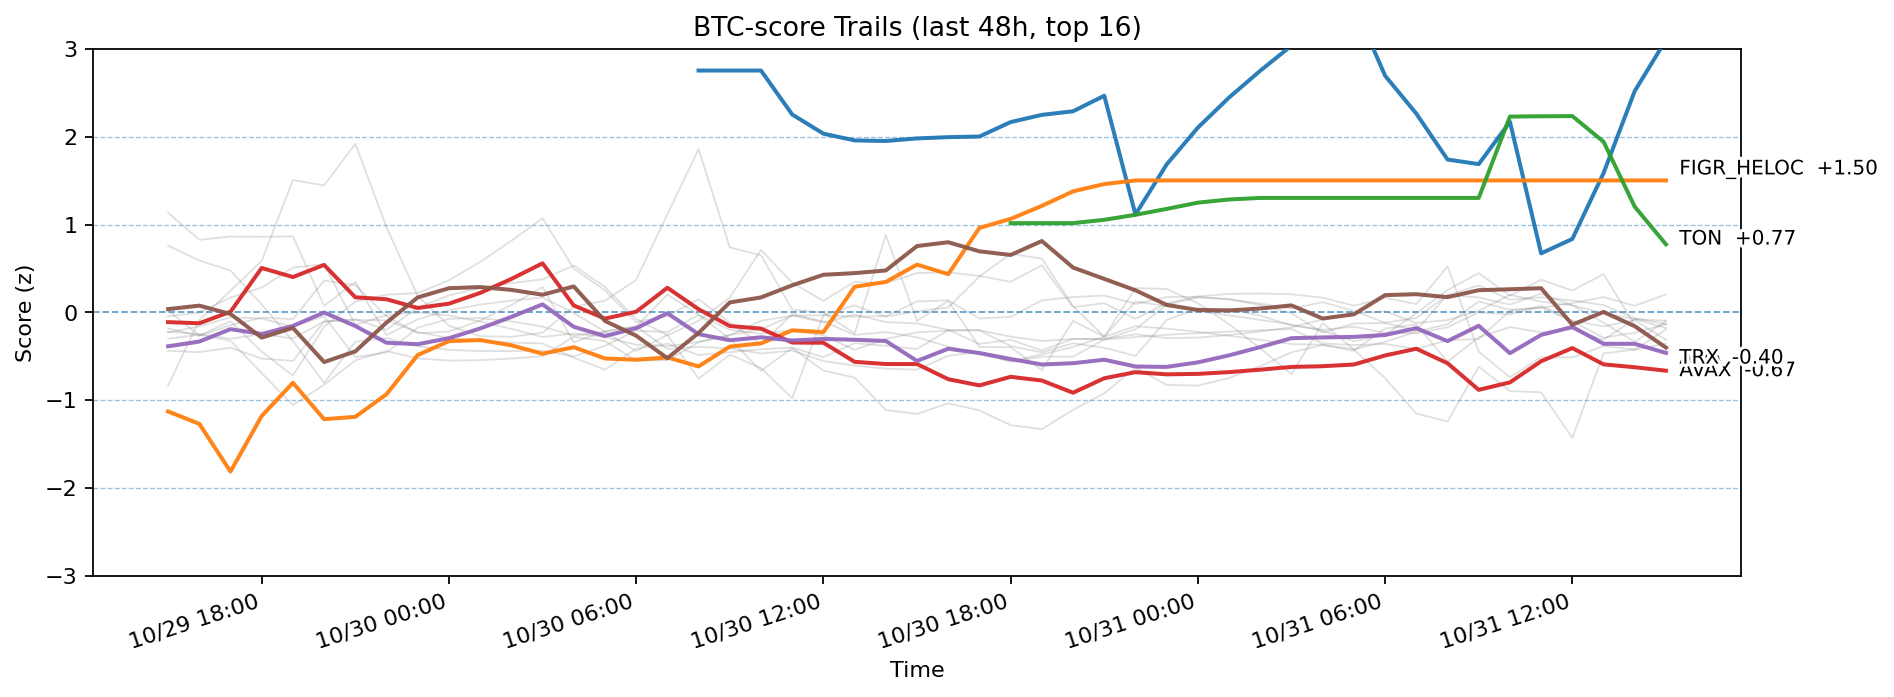 BTC-score Trails (last 48h, top 16)
Score (z)
3
2
1
0
−1
−2
−3
FIGR_HELOC +1.50
TON +0.77
TRX -0.40
AVAX -0.67
10/29 18:00
10/30 00:00
10/30 06:00
10/30 12:00
10/30 18:00
10/31 00:00
10/31 06:00
10/31 12:00
Time